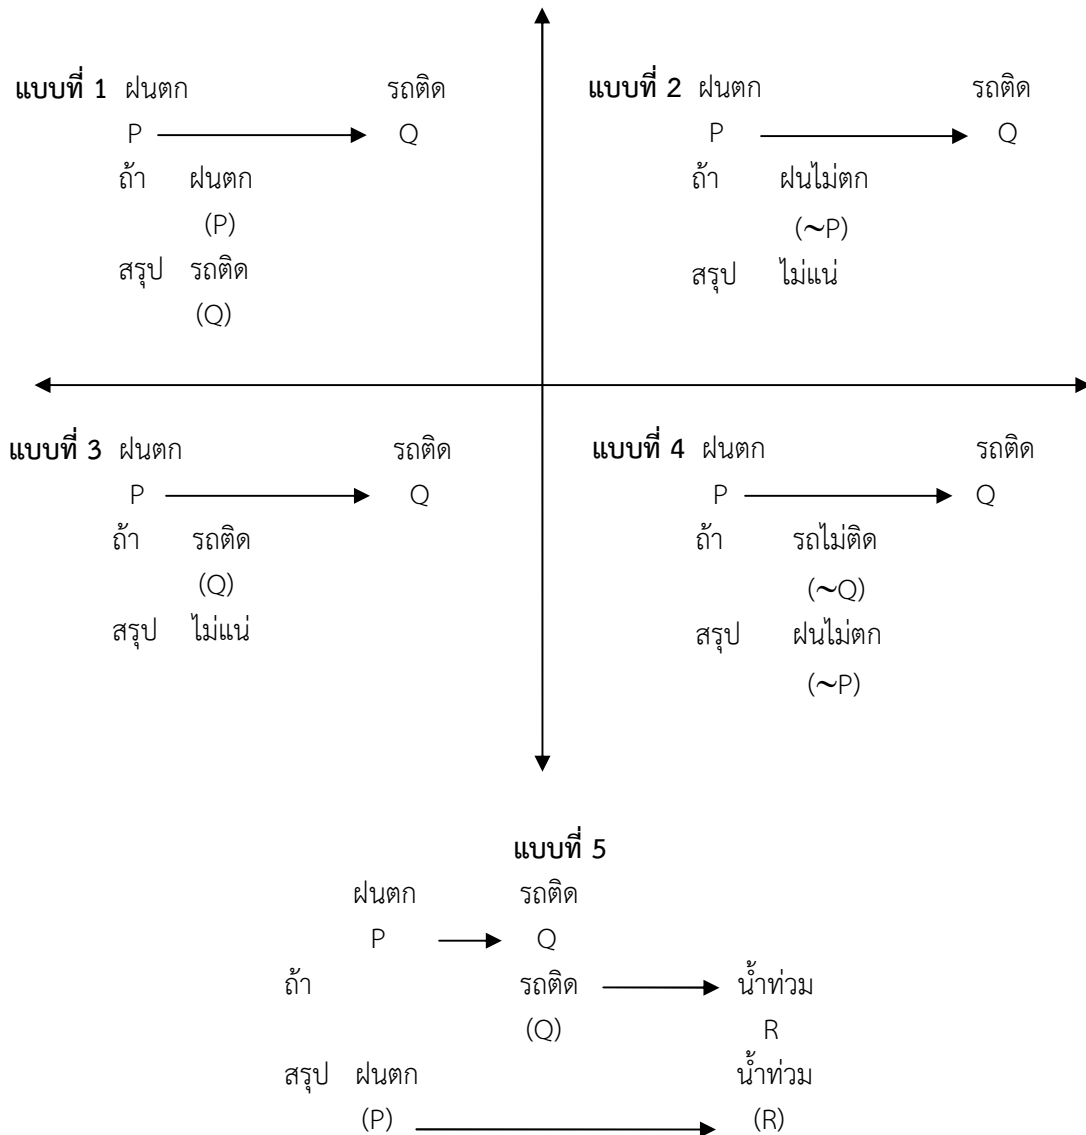 แบบที่ 1 ฝนตก รถติด
P Q
ถ้า ฝนตก
(P)
สรุป รถติด
(Q)
แบบที่ 2 ฝนตก รถติด
P Q
ถ้า ฝนไม่ตก
(~P)
สรุป ไม่แน่
แบบที่ 3 ฝนตก รถติด
P Q
ถ้า รถติด
(Q)
สรุป ไม่แน่
แบบที่ 4 ฝนตก รถติด
P Q
ถ้า รถไม่ติด
(~Q)
สรุป ฝนไม่ตก
(~P)
แบบที่ 5
ฝนตก รถติด
P Q
ถ้า รถติด น้ำท่วม
(Q) R
สรุป ฝนตก น้ำท่วม
(P) (R)